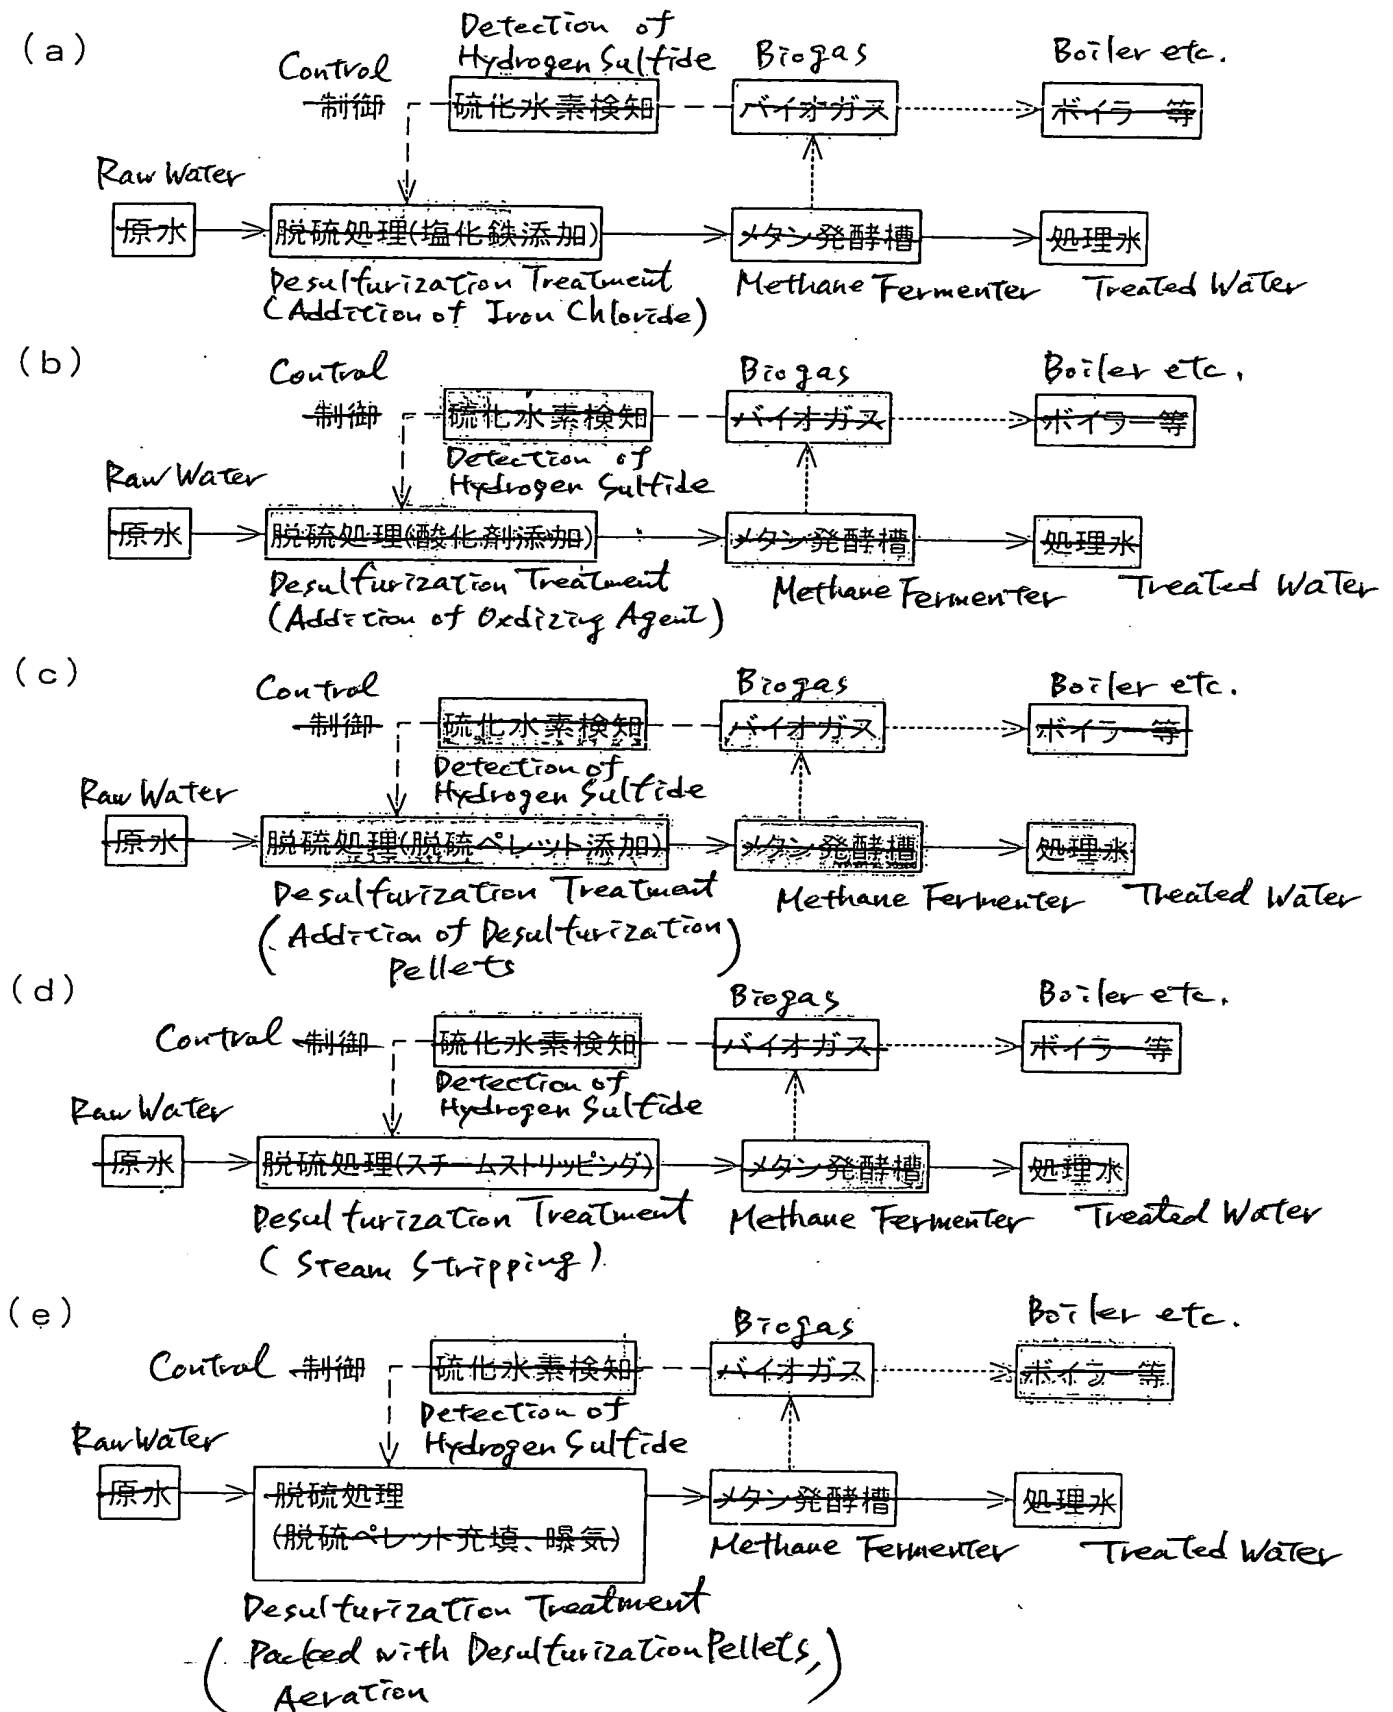 (a)
Detection of
Hydrogen Sulfide
Biogas
Boiler etc.
Control
制御
硫化水素検知
バイオガス
ボイラー等
Raw Water
原水
脱硫処理(塩化鉄添加)
メタン発酵槽
処理水
Desulfurization Treatment
(Addition of Iron Chloride)
Methane Fermenter
Treated Water
(b)
Control
Biogas
Boiler etc.
制御
硫化水素検知
バイオガス
ボイラー等
Detection of
Hydrogen Sulfide
Raw Water
原水
脱硫処理(酸化剤添加)
メタン発酵槽
処理水
Desulfurization Treatment
(Addition of Oxdizing Agent)
Methane Fermenter
Treated Water
(c)
Control
Biogas
Boiler etc.
制御
硫化水素検知
バイオガス
ボイラー等
Detection of
Hydrogen Sulfide
Raw Water
原水
脱硫処理(脱硫ペレット添加)
メタン発酵槽
処理水
Desulfurization Treatment
(Addition of Desulfurization
Pellets)
Methane Fermenter
Treated Water
(d)
Biogas
Boiler etc.
Control
制御
硫化水素検知
バイオガス
ボイラー等
Detection of
Hydrogen Sulfide
Raw Water
原水
脱硫処理(スチームストリッピング)
メタン発酵槽
処理水
Desulfurization Treatment
(Steam Stripping)
Methane Fermenter
Treated Water
(e)
Biogas
Boiler etc.
Control
制御
硫化水素検知
バイオガス
ボイラー等
Detection of
Hydrogen Sulfide
Raw Water
原水
脱硫処理
(脱硫ペレット充填、曝気)
メタン発酵槽
処理水
Methane Fermenter
Treated Water
Desulfurization Treatment
(Packed with Desulfurization Pellets,
Aeration)